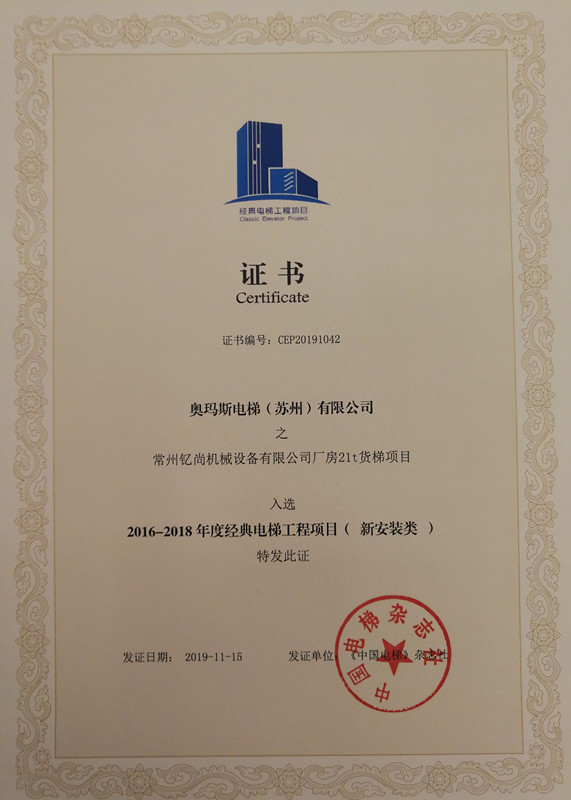 经典电梯工程项目
Classic Elevator Project
证书
Certificate
证书编号：CEP20191042
奥玛斯电梯（苏州）有限公司
之
常州钇尚机械设备有限公司厂房21t货梯项目
入选
2016-2018 年度经典电梯工程项目（ 新安装类 ）
特发此证
发证日期： 2019-11-15
发证单位：《中国电梯》杂志社
中国电梯杂志社